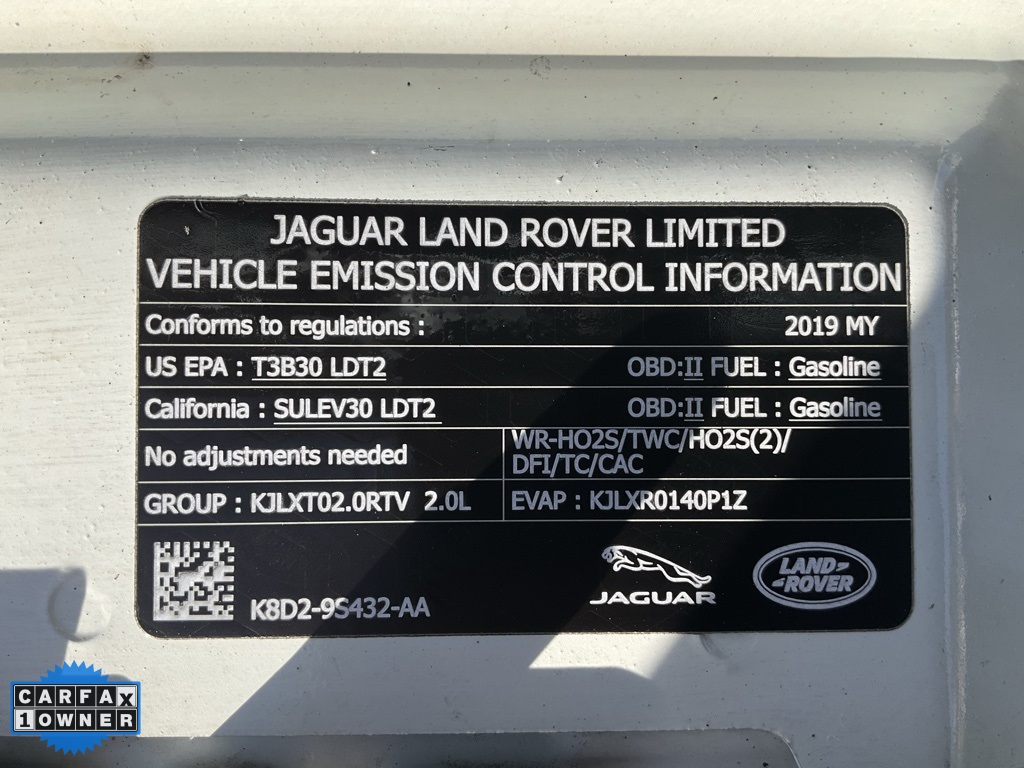 JAGUAR LAND ROVER LIMITED
VEHICLE EMISSION CONTROL INFORMATION
Conforms to regulations : 2019 MY
US EPA : T3B30 LDT2 OBD:II FUEL : Gasoline
California : SULEV30 LDT2 OBD:II FUEL : Gasoline
No adjustments needed
WR-HO2S/TWC/HO2S(2)/
DFI/TC/CAC
GROUP : KJLXT02.0RTV 2.0L EVAP : KJLXR0140P1Z
K8D2-9S432-AA
JAGUAR
LAND-
ROVER
CARFAX
1 OWNER